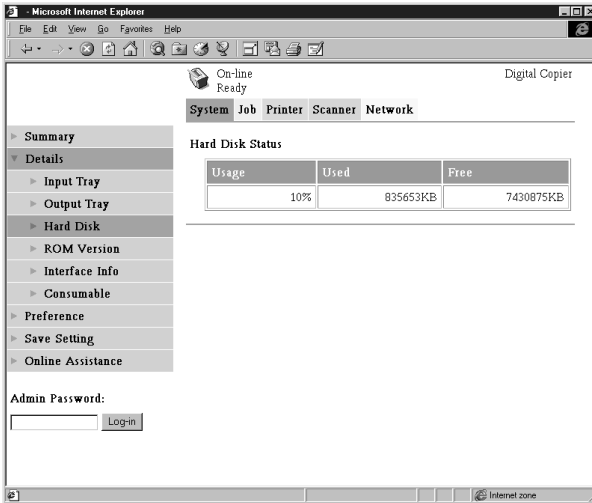 - Microsoft Internet Explorer
File Edit View Go Favorites Help
On-line
Ready
Digital Copier
System Job Printer Scanner Network
Summary
Details
Input Tray
Output Tray
Hard Disk
ROM Version
Interface Info
Consumable
Preference
Save Setting
Online Assistance
Admin Password:
Log-in
Hard Disk Status
Usage Used Free
10% 835653KB 7430875KB
Internet zone